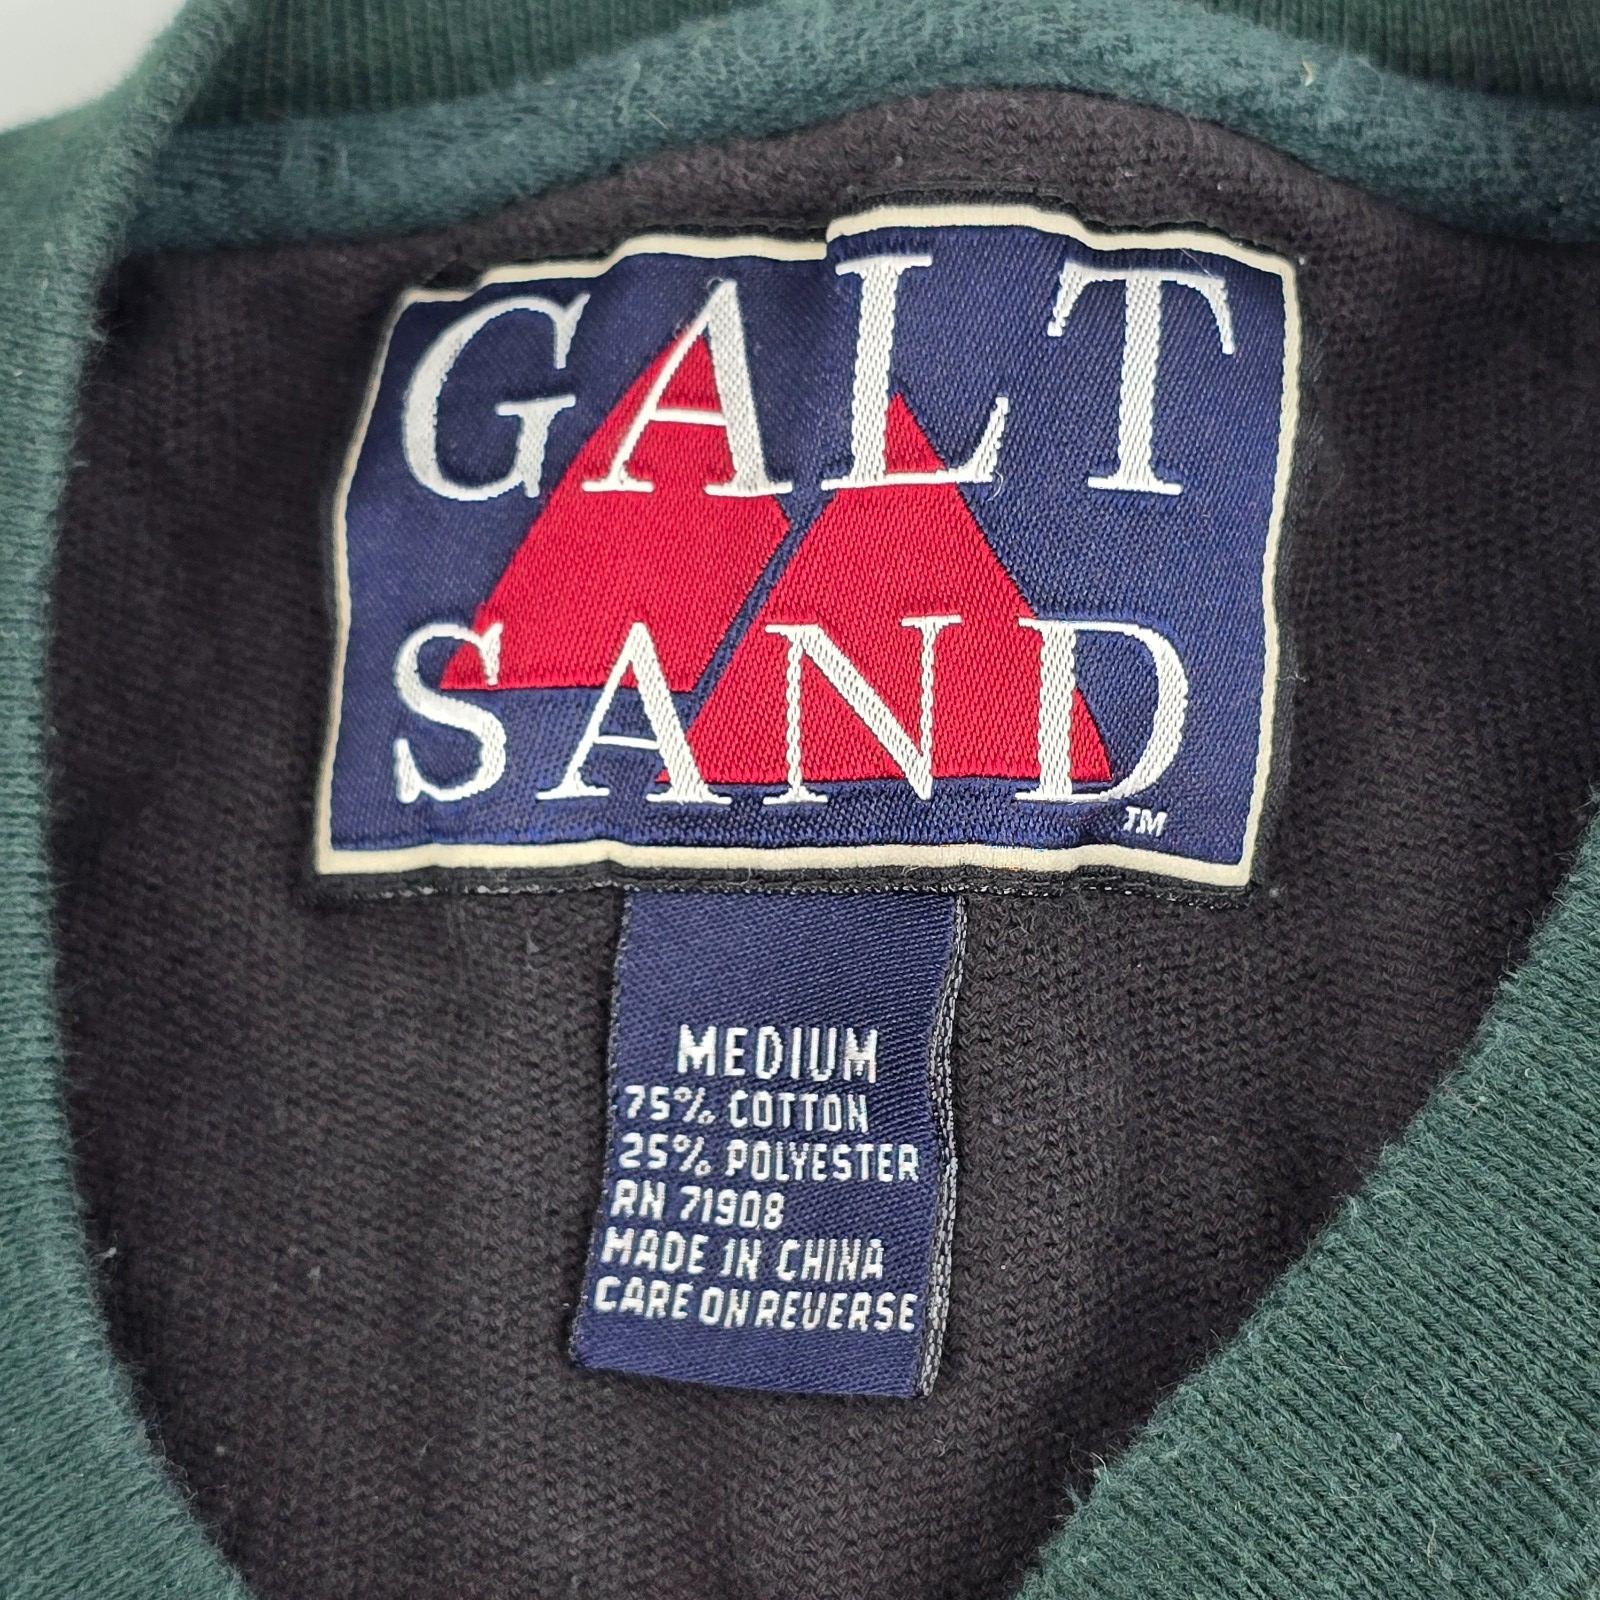 GALT
SAND
TM
MEDIUM
75% COTTON
25% POLYESTER
RN 71908
MADE IN CHINA
CARE ON REVERSE